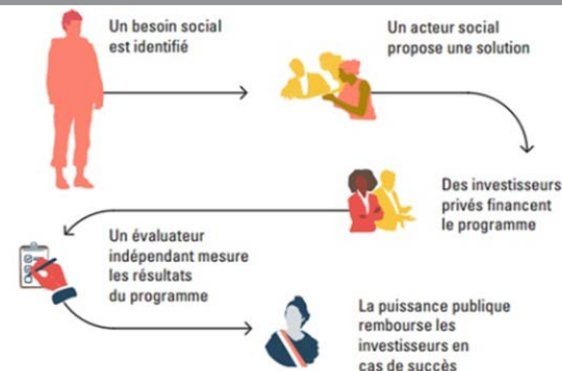 Un besoin social
est identifié
Un acteur social
propose une solution
Des investisseurs
privés financent
le programme
Un évaluateur
indépendant mesure
les résultats
du programme
La puissance publique
rembourse les
investisseurs en
cas de succès